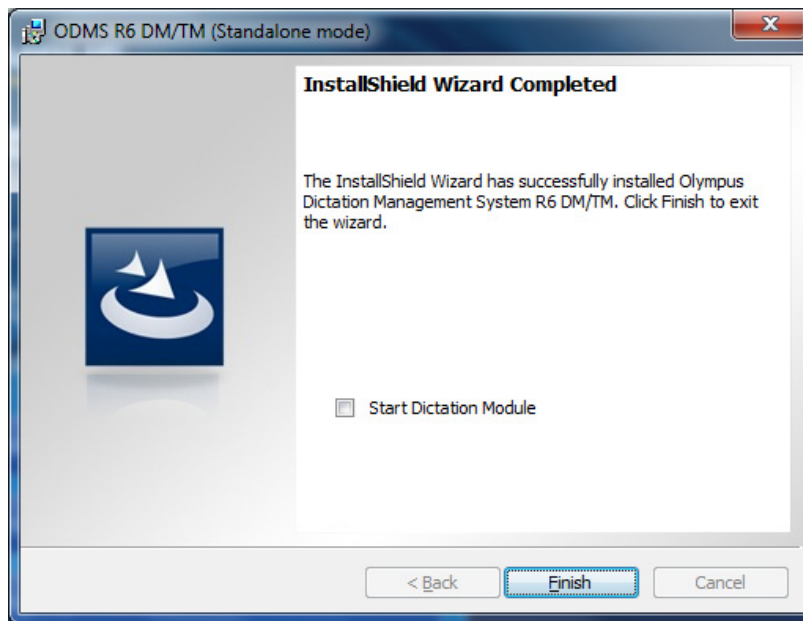 ODMS R6 DM/TM (Standalone mode)
InstallShield Wizard Completed
The InstallShield Wizard has successfully installed Olympus
Dictation Management System R6 DM/TM. Click Finish to exit
the wizard.
Start Dictation Module
< Back
Finish
Cancel